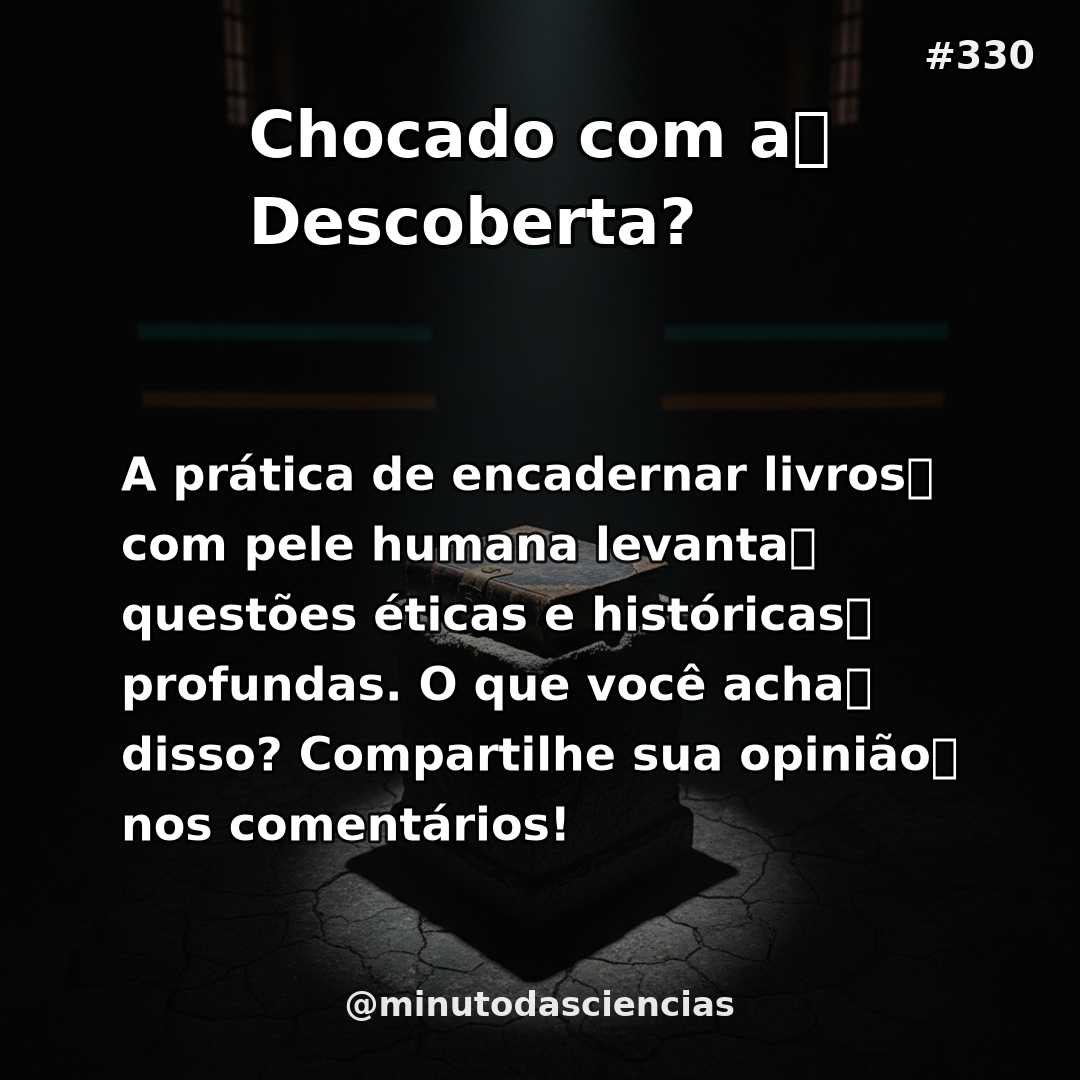 #330
Chocado com a
Descoberta?
A prática de encadernar livros
com pele humana levanta
questões éticas e históricas
profundas. O que você acha
disso? Compartilhe sua opinião
nos comentários!
@minutodasciencias